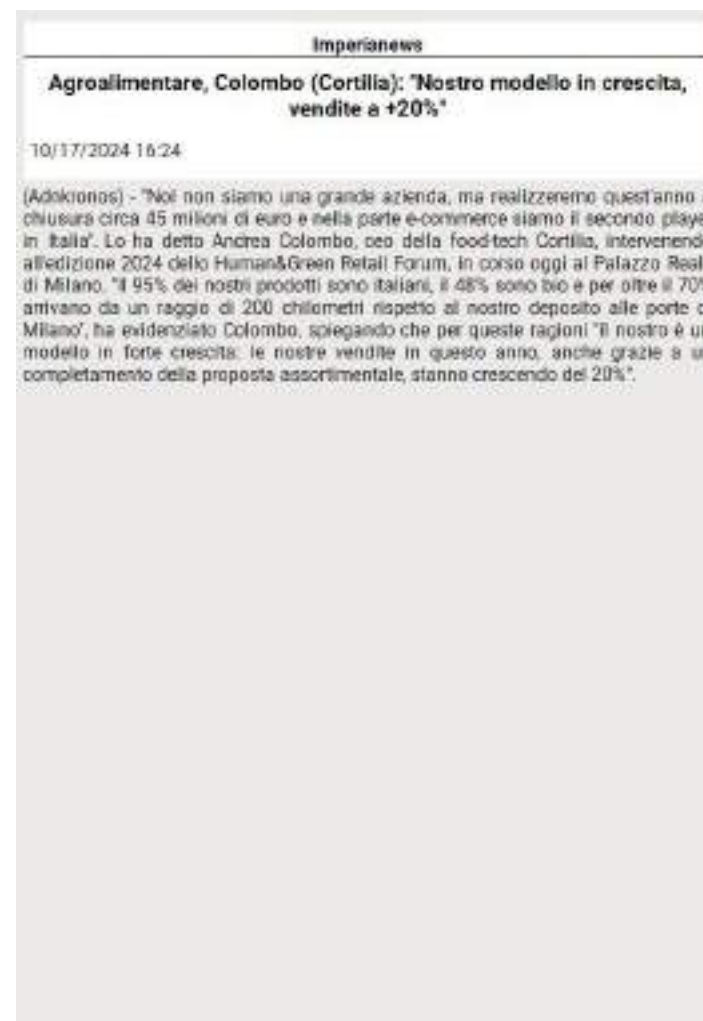 Imperianews
Agroalimentare, Colombo (Cortilia): "Nostro modello in crescita,
vendite a +20%"
10/17/2024 16:24
(Adnkronos) - "Noi non siamo una grande azienda, ma realizzeremo quest'anno a
chiusura circa 45 milioni di euro e nella parte e-commerce siamo il secondo playe
in Italia". Lo ha detto Andrea Colombo, ceo della food-tech Cortilia, intervenend
all'edizione 2024 dello Human&Green Retail Forum, in corso oggi al Palazzo Real
di Milano. "Il 95% dei nostri prodotti sono italiani, il 48% sono bio e per oltre il 70%
arrivano da un raggio di 200 chilometri rispetto al nostro deposito alle porte d
Milano", ha evidenziato Colombo, spiegando che per queste ragioni "il nostro è un
modello in forte crescita: le nostre vendite in questo anno, anche grazie a un
completamento della proposta assortimentale, stanno crescendo del 20%".